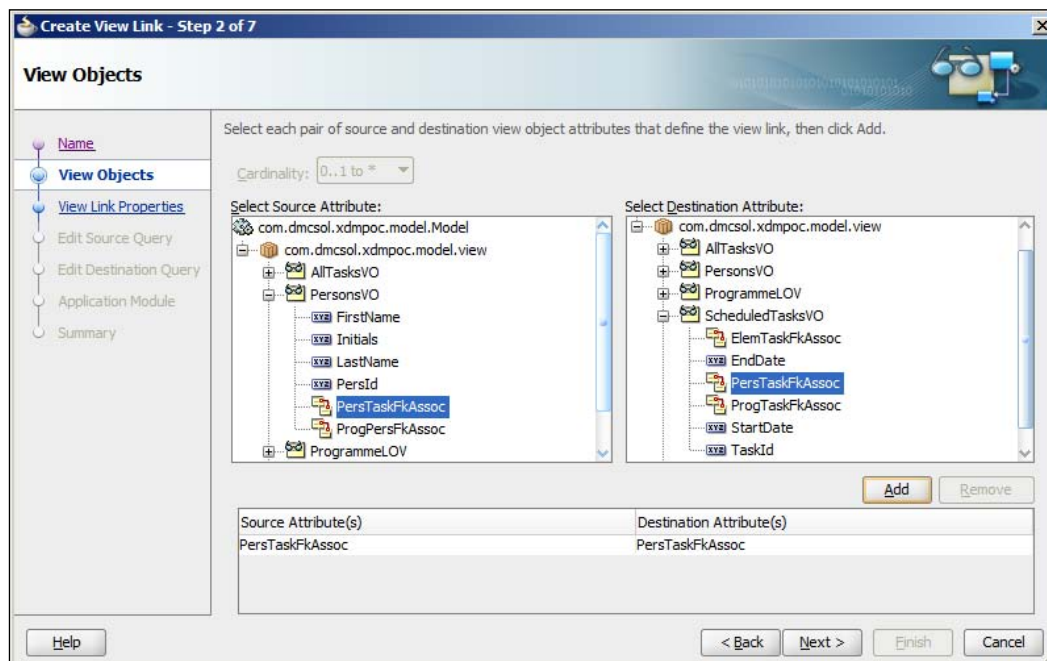 Create View Link - Step 2 of 7
View Objects
Name
View Objects
View Link Properties
Edit Source Query
Edit Destination Query
Application Module
Summary
Select each pair of source and destination view object attributes that define the view link, then click Add.
Cardinality: 0..1 to *
Select Source Attribute:
com.dmcsol.xdmpoc.model.Model
com.dmcsol.xdmpoc.model.view
AllTasksVO
PersonsVO
FirstName
Initials
LastName
PersId
PersTaskFkAssoc
ProgPersFkAssoc
ProgrammeLOV
Select Destination Attribute:
com.dmcsol.xdmpoc.model.view
AllTasksVO
PersonsVO
ProgrammeLOV
ScheduledTasksVO
ElemTaskFkAssoc
EndDate
PersTaskFkAssoc
ProgTaskFkAssoc
StartDate
TaskId
Add Remove
Source Attribute(s) Destination Attribute(s)
PersTaskFkAssoc PersTaskFkAssoc
Help < Back Next > Finish Cancel